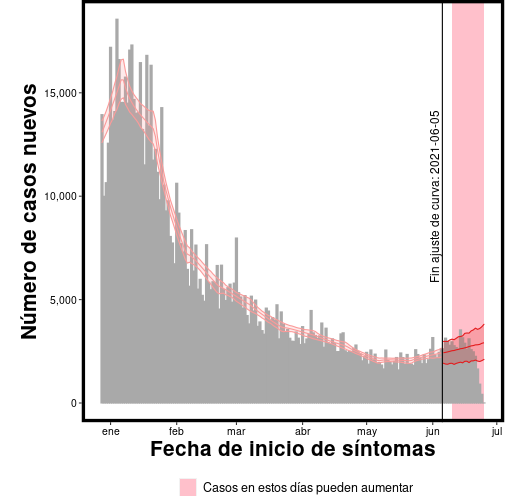 Número de casos nuevos
15,000
10,000
5,000
0
Fin ajuste de curva: 2021-06-05
ene feb mar abr may jun jul
Fecha de inicio de síntomas
Casos en estos días pueden aumentar